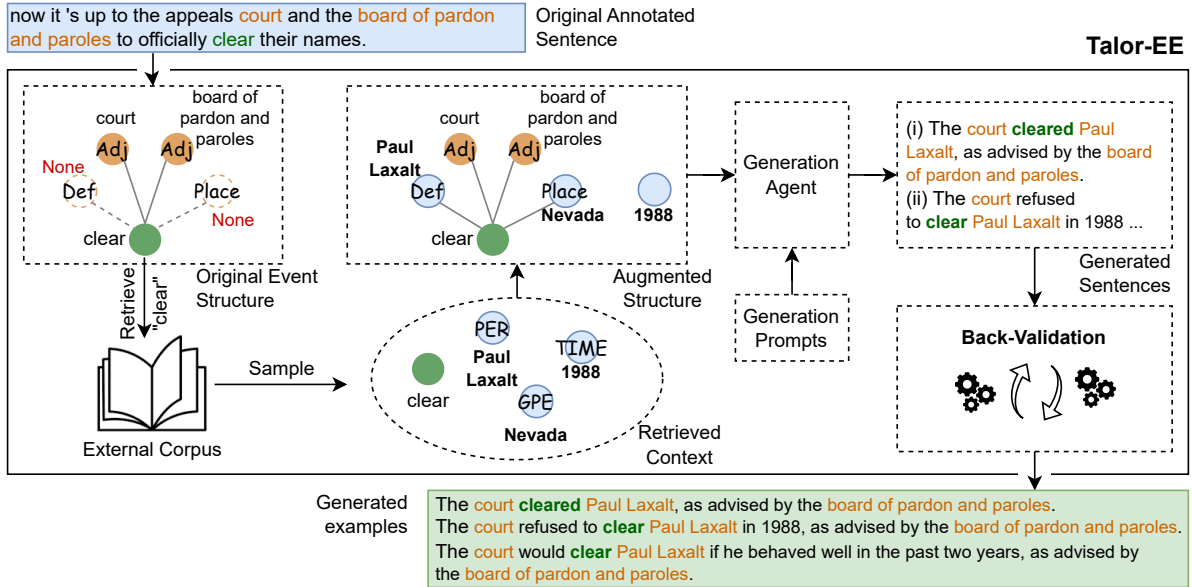 now it 's up to the appeals court and the board of pardon
and paroles to officially clear their names.
Original Annotated
Sentence
Talor-EE
court
board of
pardon and
paroles
Adj
Adj
None
Def
Place
None
clear
Original Event
Structure
Retrieve
"clear"
External Corpus
Sample
court
board of
pardon and
paroles
Paul
Laxalt
Adj
Adj
Def
Place
Nevada
1988
clear
Augmented
Structure
PER
Paul
Laxalt
TIME
1988
clear
GPE
Nevada
Retrieved
Context
Generation
Agent
Generation
Prompts
(i) The court cleared Paul
Laxalt, as advised by the board
of pardon and paroles.
(ii) The court refused
to clear Paul Laxalt in 1988 ...
Generated
Sentences
Back-Validation
Generated
examples
The court cleared Paul Laxalt, as advised by the board of pardon and paroles.
The court refused to clear Paul Laxalt in 1988, as advised by the board of pardon and paroles.
The court would clear Paul Laxalt if he behaved well in the past two years, as advised by
the board of pardon and paroles.